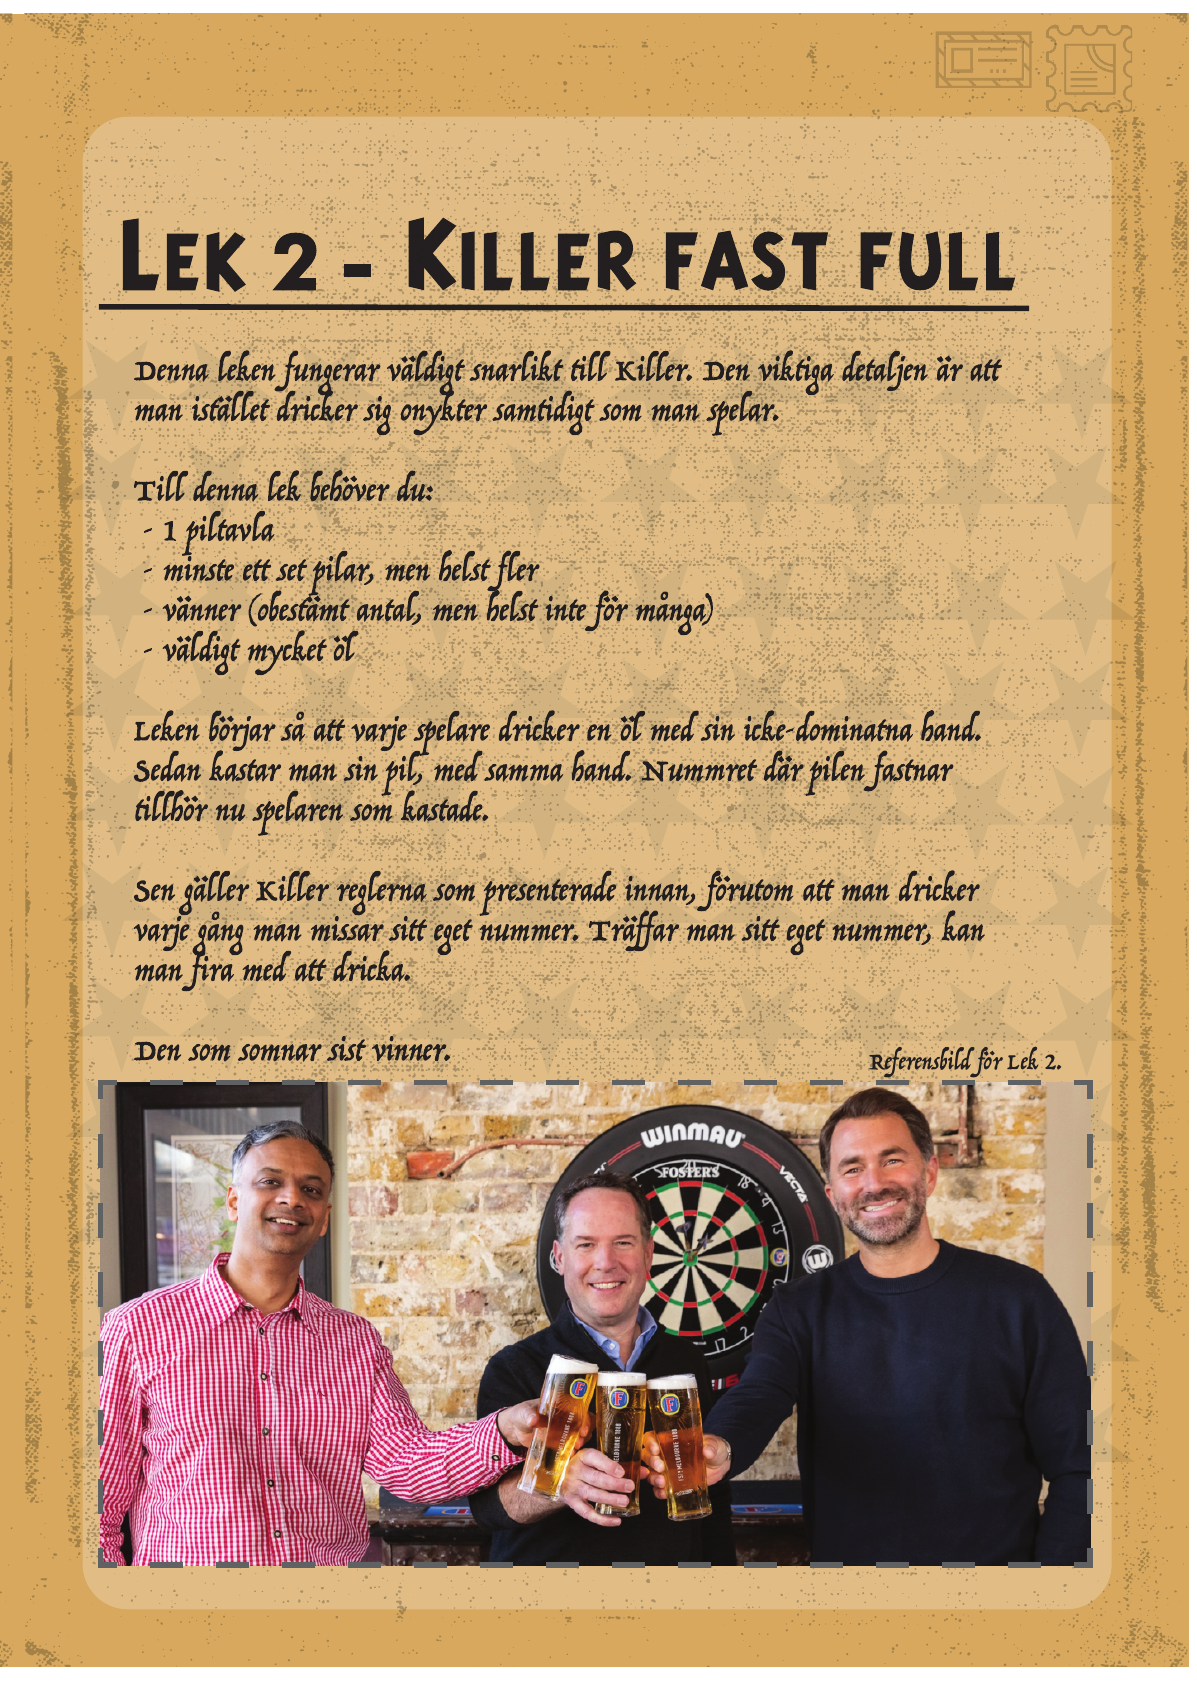 Lek 2 - Killer fast full
Denna leken fungerar väldigt snarlikt till Killer. Den viktiga detaljen är att
man istället dricker sig onykter samtidigt som man spelar.
Till denna lek behöver du:
- 1 piltavla
- minste ett set pilar, men helst fler
- vänner (obestämt antal, men helst inte för många)
- väldigt mycket öl
Leken börjar så att varje spelare dricker en öl med sin icke-dominatna hand.
Sedan kastar man sin pil, med samma hand. Nummret där pilen fastnar
tillhör nu spelaren som kastade.
Sen gäller Killer reglerna som presenterade innan, förutom att man dricker
varje gång man missar sitt eget nummer. Träffar man sitt eget nummer, kan
man fira med att dricka.
Den som somnar sist vinner.
Referensbild för Lek 2.
WINMAU
FOSTER'S
VECTA
18
4
13
17
2
F
F
F